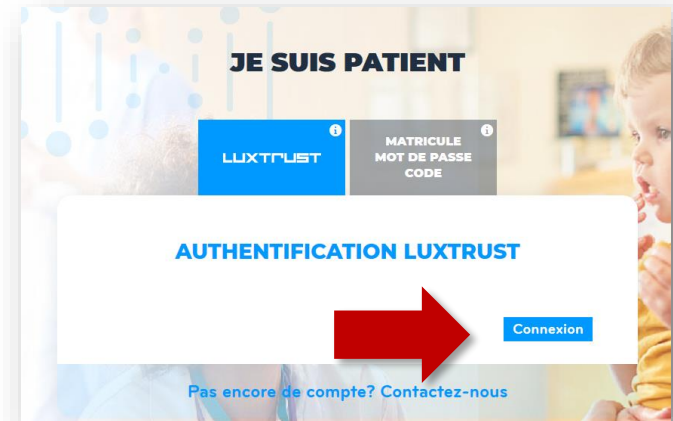 JE SUIS PATIENT
LUXTRUST
MATRICULE
MOT DE PASSE
CODE
AUTHENTIFICATION LUXTRUST
Connexion
Pas encore de compte? Contactez-nous